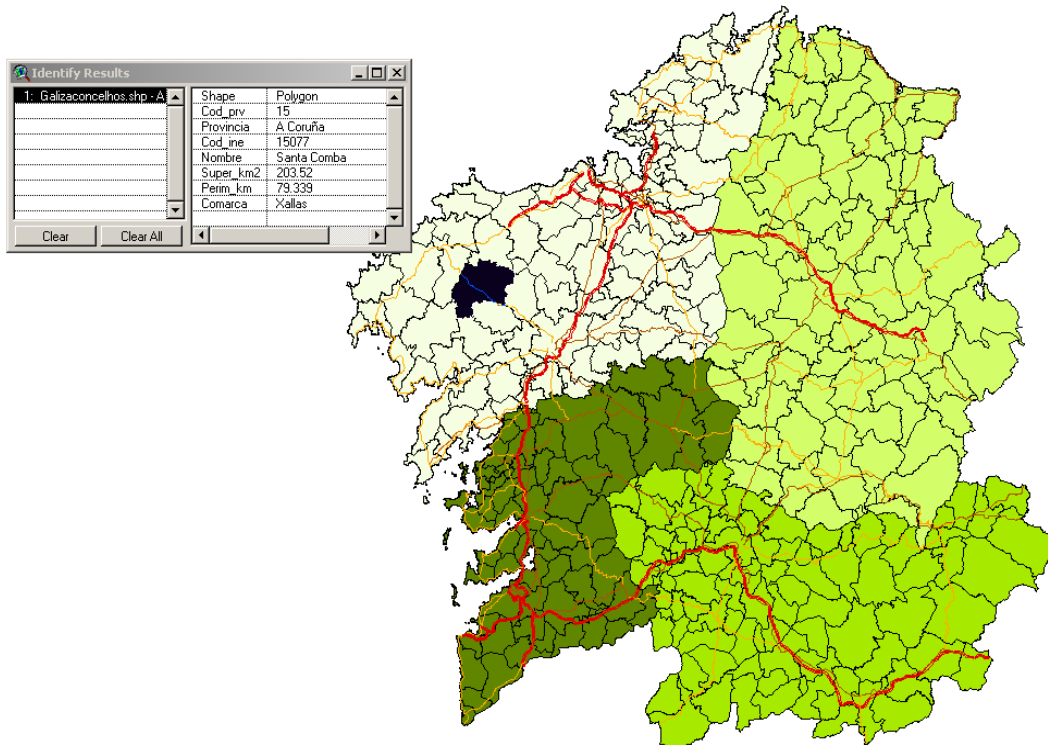 Identify Results
1: Galizaconcelhos.shp - A
Shape Polygon
Cod_prv 15
Provincia A Coruña
Cod_ine 15077
Nombre Santa Comba
Super_km2 203.52
Perim_km 79.339
Comarca Xallas
Clear Clear All